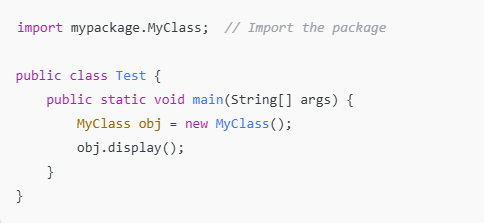 import mypackage.MyClass;  // Import the package

public class Test {
    public static void main(String[] args) {
        MyClass obj = new MyClass();
        obj.display();
    }
}